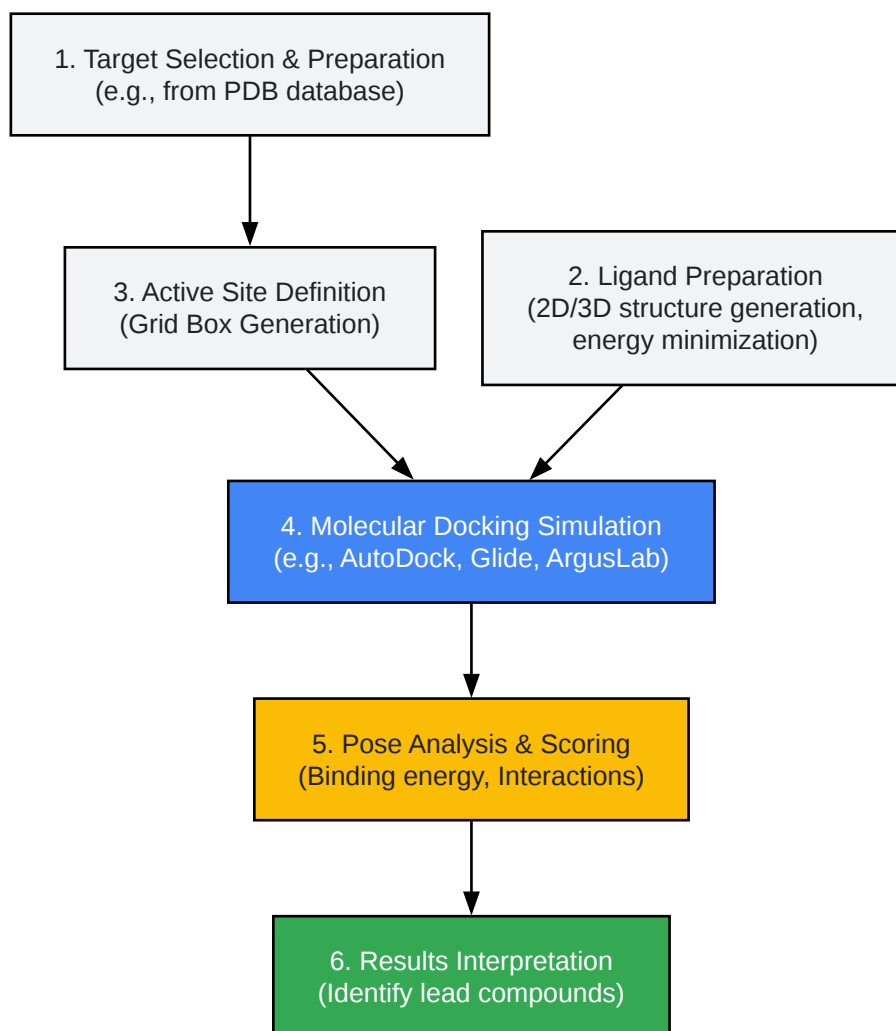 1. Target Selection & Preparation
(e.g., from PDB database)
3. Active Site Definition
(Grid Box Generation)
2. Ligand Preparation
(2D/3D structure generation,
energy minimization)
4. Molecular Docking Simulation
(e.g., AutoDock, Glide, ArgusLab)
5. Pose Analysis & Scoring
(Binding energy, Interactions)
6. Results Interpretation
(Identify lead compounds)